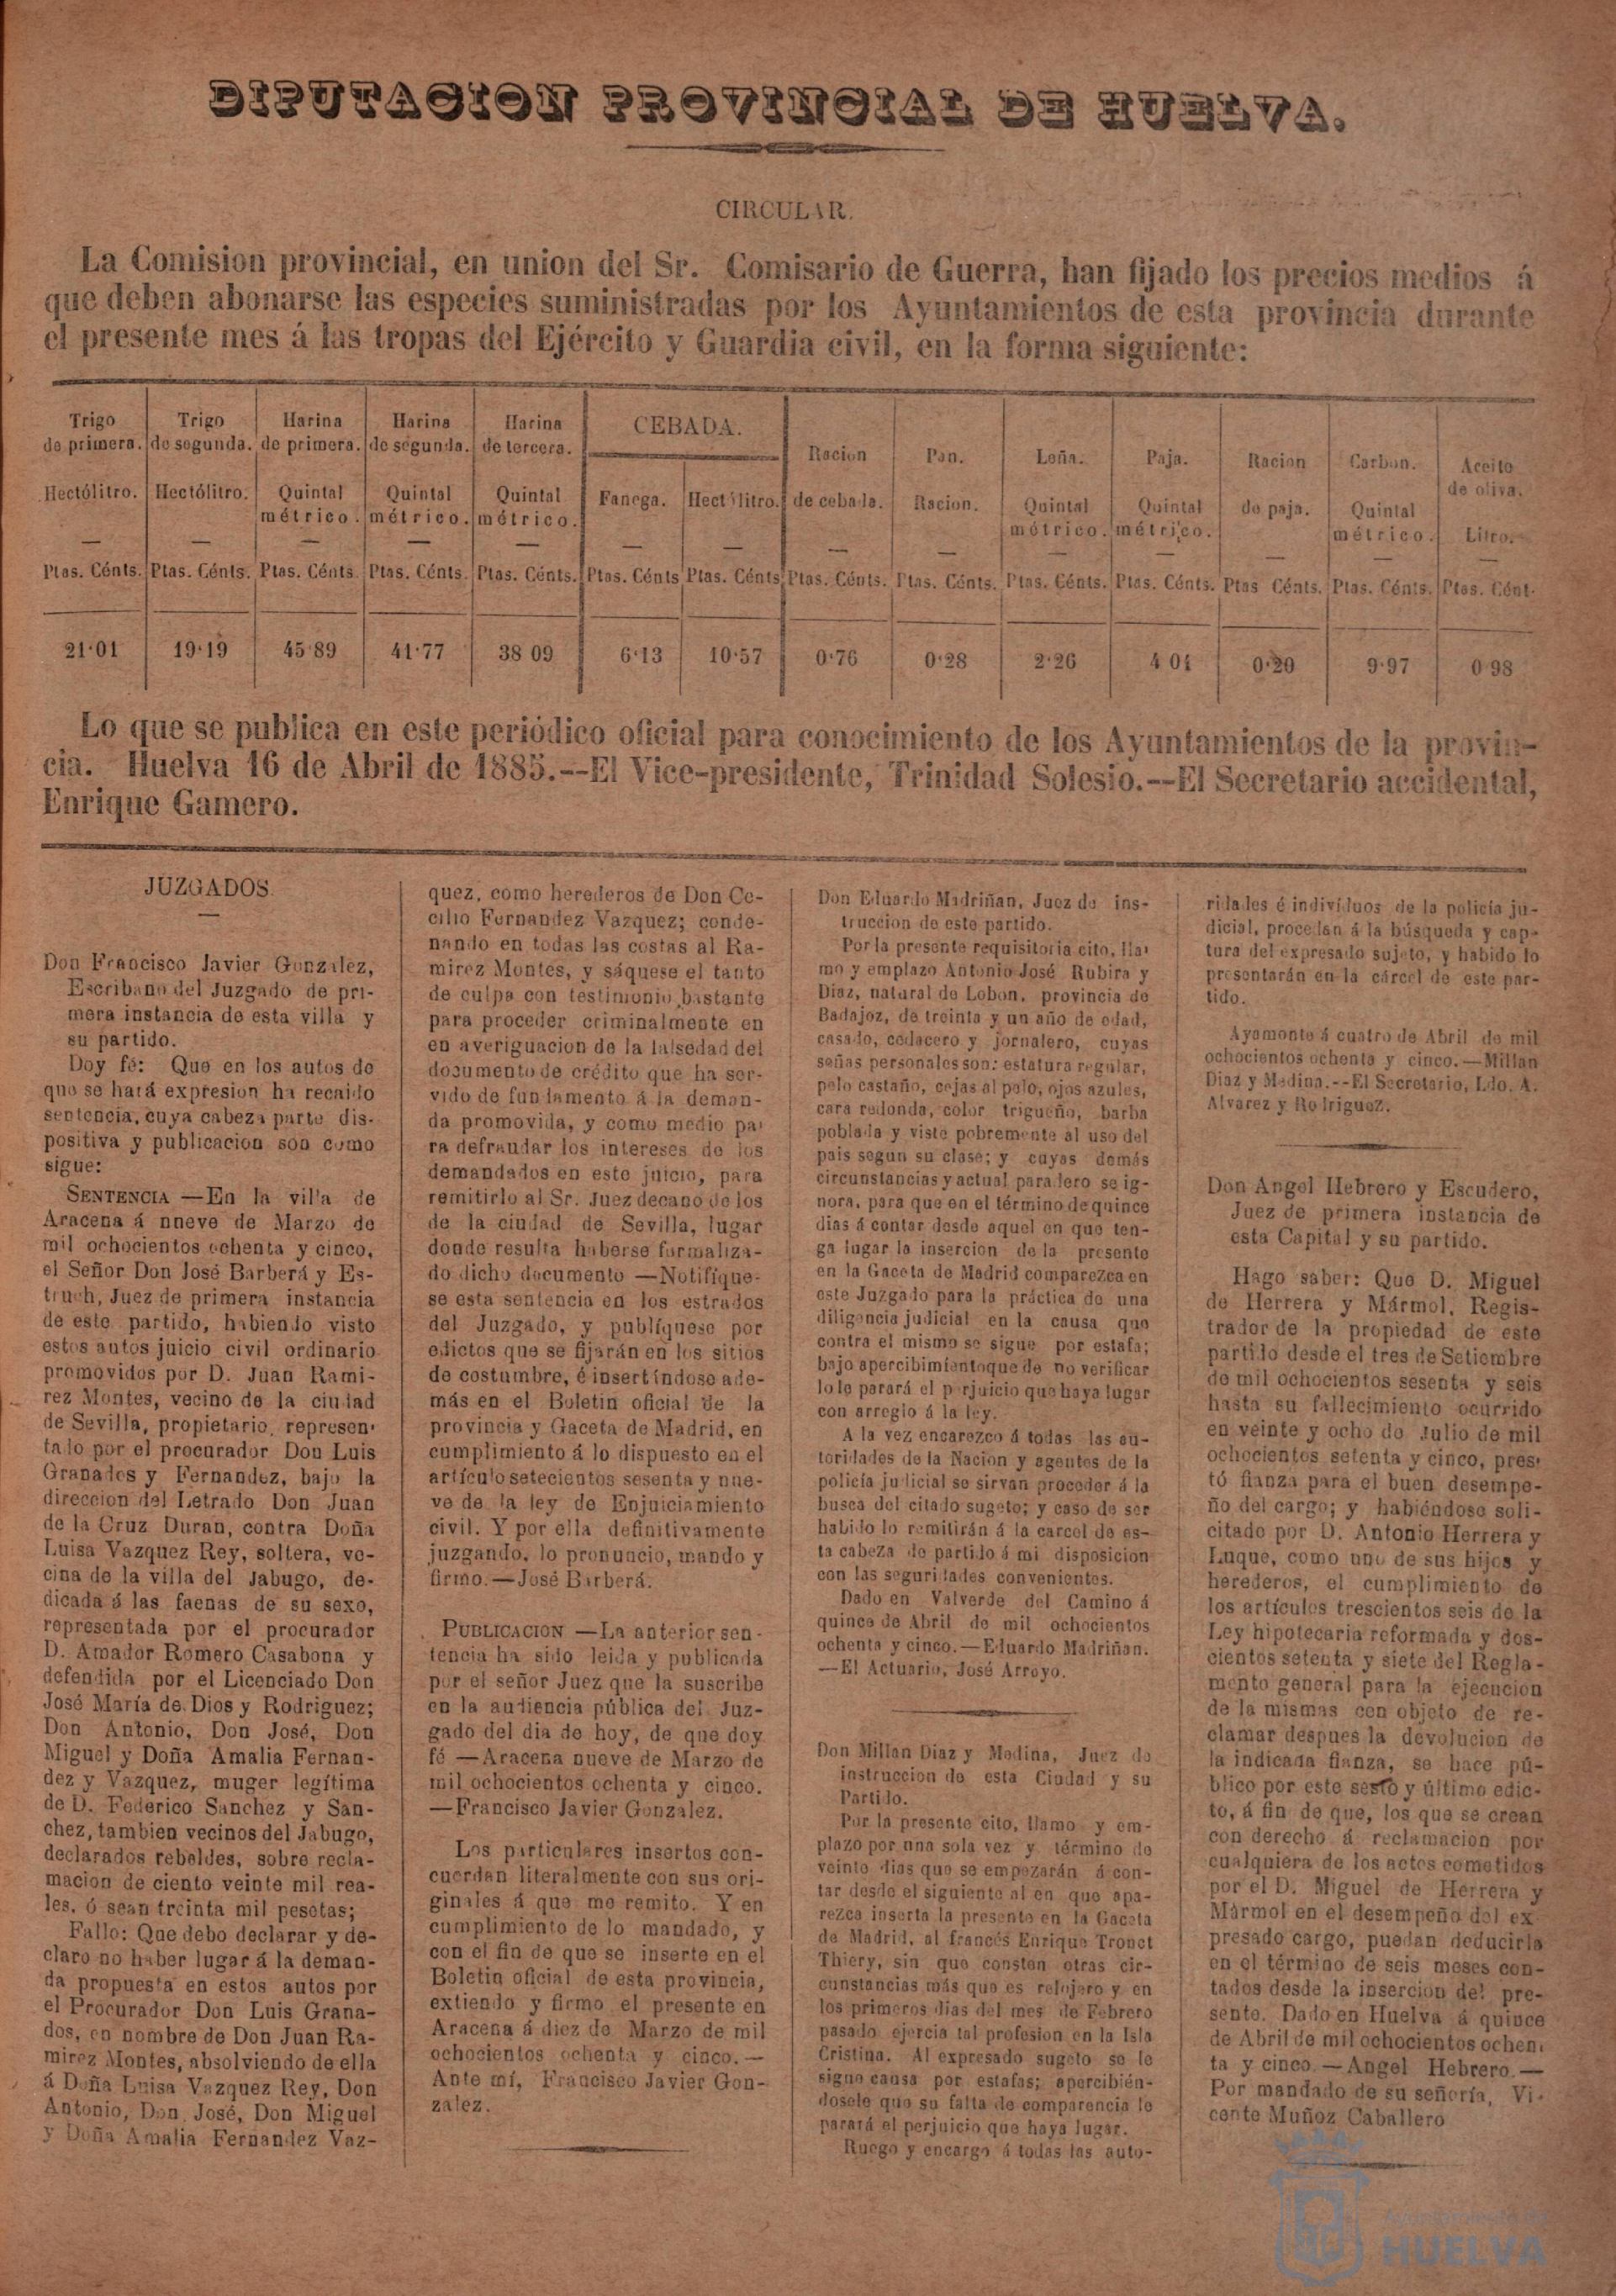 DIPUTACION PROVINCIAL DE HUELVA.
CIRCULAR.
La Comision provincial, en union del Sr. Comisario de Guerra, han fijado los precios medios á
que deben abonarse las especies suministradas por los Ayuntamientos de esta provincia durante
el presente mes á las tropas del Ejército y Guardia civil, en la forma siguiente:
Trigo de primera. Hectólitro. — Ptas. Cénts. 21·01
Trigo de segunda. Hectólitro. — Ptas. Cénts. 19·19
Harina de primera. Quintal métrico. — Ptas. Cénts. 45·89
Harina de segunda. Quintal métrico. — Ptas. Cénts. 41·77
Harina de tercera. Quintal métrico. — Ptas. Cénts. 38 09
CEBADA.
Fanega. — Ptas. Cénts 6·13
Hectólitro. — Ptas. Cénts 10·57
Racion de cebada. — Ptas. Cénts. 0·76
Pan. Racion. — Ptas. Cénts. 0·28
Leña. Quintal métrico. — Ptas. Cénts. 2·26
Paja. Quintal métrico. — Ptas. Cénts. 4 04
Racion de paja. — Ptas Cénts. 0·20
Carbon. Quintal métrico. — Ptas. Cénts. 9·97
Aceite de oliva. Litro. — Ptas. Cént. 0 98
Lo que se publica en este periódico oficial para conocimiento de los Ayuntamientos de la provin-
cia. Huelva 16 de Abril de 1885.--El Vice-presidente, Trinidad Solesio.--El Secretario accidental,
Enrique Gamero.
JUZGADOS.
Don Francisco Javier Gonzalez,
Escribano del Juzgado de pri-
mera instancia de esta villa y
su partido.
Doy fé: Que en los autos de
que se hará expresion ha recaido
sentencia, cuya cabeza parte dis-
positiva y publicacion son como
sigue:
SENTENCIA —En la villa de
Aracena á nneve de Marzo de
mil ochocientos ochenta y cinco,
el Señor Don José Barberá y Es-
truch, Juez de primera instancia
de este partido, habiendo visto
estos autos juicio civil ordinario
promovidos por D. Juan Rami-
rez Montes, vecino de la ciudad
de Sevilla, propietario, represen-
tado por el procurador Don Luis
Granados y Fernandez, bajo la
direccion del Letrado Don Juan
de la Cruz Duran, contra Doña
Luisa Vazquez Rey, soltera, ve-
cina de la villa del Jabugo, de-
dicada á las faenas de su sexo,
representada por el procurador
D. Amador Romero Casabona y
defendida por el Licenciado Don
José María de Dios y Rodriguez;
Don Antonio, Don José, Don
Miguel y Doña Amalia Fernan-
dez y Vazquez, muger legítima
de D. Federico Sanchez y San-
chez, tambien vecinos del Jabugo,
declarados rebeldes, sobre recla-
macion de ciento veinte mil rea-
les, ó sean treinta mil pesetas;
Fallo: Que debo declarar y de-
claro no haber lugar á la deman-
da propuesta en estos autos por
el Procurador Don Luis Grana-
dos, en nombre de Don Juan Ra-
mirez Montes, absolviendo de ella
á Doña Luisa Vazquez Rey, Don
Antonio, Don José, Don Miguel
y Doña Amalia Fernandez Vaz-
quez, como herederos de Don Ce-
cilio Fernandez Vazquez; conde-
nando en todas las costas al Ra-
mirez Montes, y sáquese el tanto
de culpa con testimonio bastante
para proceder criminalmente en
en averiguacion de la falsedad del
documento de crédito que ha ser-
vido de fundamento á la deman-
da promovida, y como medio pa-
ra defraudar los intereses de los
demandados en este juicio, para
remitirlo al Sr. Juez decano de los
de la ciudad de Sevilla, lugar
donde resulta haberse formaliza-
do dicho documento —Notifíque-
se esta sentencia en los estrados
del Juzgado, y publíquese por
edictos que se fijarán en los sitios
de costumbre, é insertíndose ade-
más en el Boletin oficial de la
provincia y Gaceta de Madrid, en
cumplimiento á lo dispuesto en el
artículo setecientos sesenta y nue-
ve de la ley de Enjuiciamiento
civil. Y por ella definitivamente
juzgando, lo pronuncio, mando y
firmo.—José Barberá.
PUBLICACION —La anterior sen-
tencia ha sido leida y publicada
por el señor Juez que la suscribe
en la audiencia pública del Juz-
gado del dia de hoy, de que doy
fé —Aracena nueve de Marzo de
mil ochocientos ochenta y cinco.
—Francisco Javier Gonzalez.
Los particulares insertos con-
cuerdan literalmente con sus ori-
ginales á que me remito. Y en
cumplimiento de lo mandado, y
con el fin de que se inserte en el
Boletin oficial de esta provincia,
extiendo y firmo el presente en
Aracena á diez de Marzo de mil
ochocientos ochenta y cinco.—
Ante mí, Francisco Javier Gon-
zalez.
Don Eduardo Madriñan, Juez de ins-
truccion de este partido.
Por la presente requisitoria cito, lla-
mo y emplazo Antonio José Rubira y
Diaz, natural de Lobon, provincia de
Badajoz, de treinta y un año de edad,
casado, cedacero y jornalero, cuyas
señas personales son: estatura regular,
pelo castaño, cejas al pelo, ojos azules,
cara redonda, color trigueño, barba
poblada y viste pobremente al uso del
pais segun su clase; y cuyas demás
circunstancias y actual paradero se ig-
nora, para que en el término de quince
dias á contar desde aquel en que ten-
ga lugar la insercion de la presente
en la Gaceta de Madrid comparezca en
este Juzgado para la práctica de una
diligencia judicial en la causa que
contra el mismo se sigue por estafa;
bajo apercibimiento que de no verificar
lo le parará el perjuicio que haya lugar
con arreglo á la ley.
A la vez encarezco á todas las au-
toridades de la Nacion y agentes de la
policía judicial se sirvan proceder á la
busca del citado sugeto; y caso de ser
habido lo remitirán á la carcel de es-
ta cabeza de partido á mi disposicion
con las seguridades convenientes.
Dado en Valverde del Camino á
quince de Abril de mil ochocientos
ochenta y cinco.—Eduardo Madriñan.
—El Actuario, José Arroyo.
Don Millan Diaz y Medina, Juez de
instruccion de esta Ciudad y su
Partido.
Por la presente cito, llamo y em-
plazo por una sola vez y término de
veinte dias que se empezarán á con-
tar desde el siguiente al en que apa-
rezca inserta la presente en la Gaceta
de Madrid, al francés Enrique Tronct
Thiery, sin que consten otras cir-
cunstancias más que es relojero y en
los primeros dias del mes de Febrero
pasado ejercia tal profesion en la Isla
Cristina. Al expresado sugeto se le
sigue causa por estafas; apercibién-
dosele que su falta de comparencia le
parará el perjuicio que haya lugar.
Ruego y encargo á todas las auto-
ridades é indivíduos de la policía ju-
dicial, procedan á la búsqueda y cap-
tura del expresado sujeto, y habido lo
presentarán en la cárcel de este par-
tido.
Ayamonte á cuatro de Abril de mil
ochocientos ochenta y cinco.—Millan
Diaz y Medina.--El Secretario, Ldo. A.
Alvarez y Rodriguez.
Don Angel Hebrero y Escudero,
Juez de primera instancia de
esta Capital y su partido.
Hago saber: Que D. Miguel
de Herrera y Mármol, Regis-
trador de la propiedad de este
partido desde el tres de Setiembre
de mil ochocientos sesenta y seis
hasta su fallecimiento ocurrido
en veinte y ocho de Julio de mil
ochocientos setenta y cinco, pres-
tó fianza para el buen desempe-
ño del cargo; y habiéndose soli-
citado por D. Antonio Herrera y
Luque, como uno de sus hijos y
herederos, el cumplimiento de
los artículos trescientos seis de la
Ley hipotecaria reformada y dos-
cientos setenta y siete del Regla-
mento general para la ejecucion
de la mismas con objeto de re-
clamar despues la devolucion de
la indicada fianza, se hace pú-
blico por este sesto y último edic-
to, á fin de que, los que se crean
con derecho á reclamacion por
cualquiera de los actos cometidos
por el D. Miguel de Herrera y
Mármol en el desempeño del ex
presado cargo, puedan deducirla
en el término de seis meses con-
tados desde la insercion del pre-
sente. Dado en Huelva á quince
de Abril de mil ochocientos ochen-
ta y cinco.—Angel Hebrero.—
Por mandado de su señoría, Vi-
cente Muñoz Caballero
HUELVA